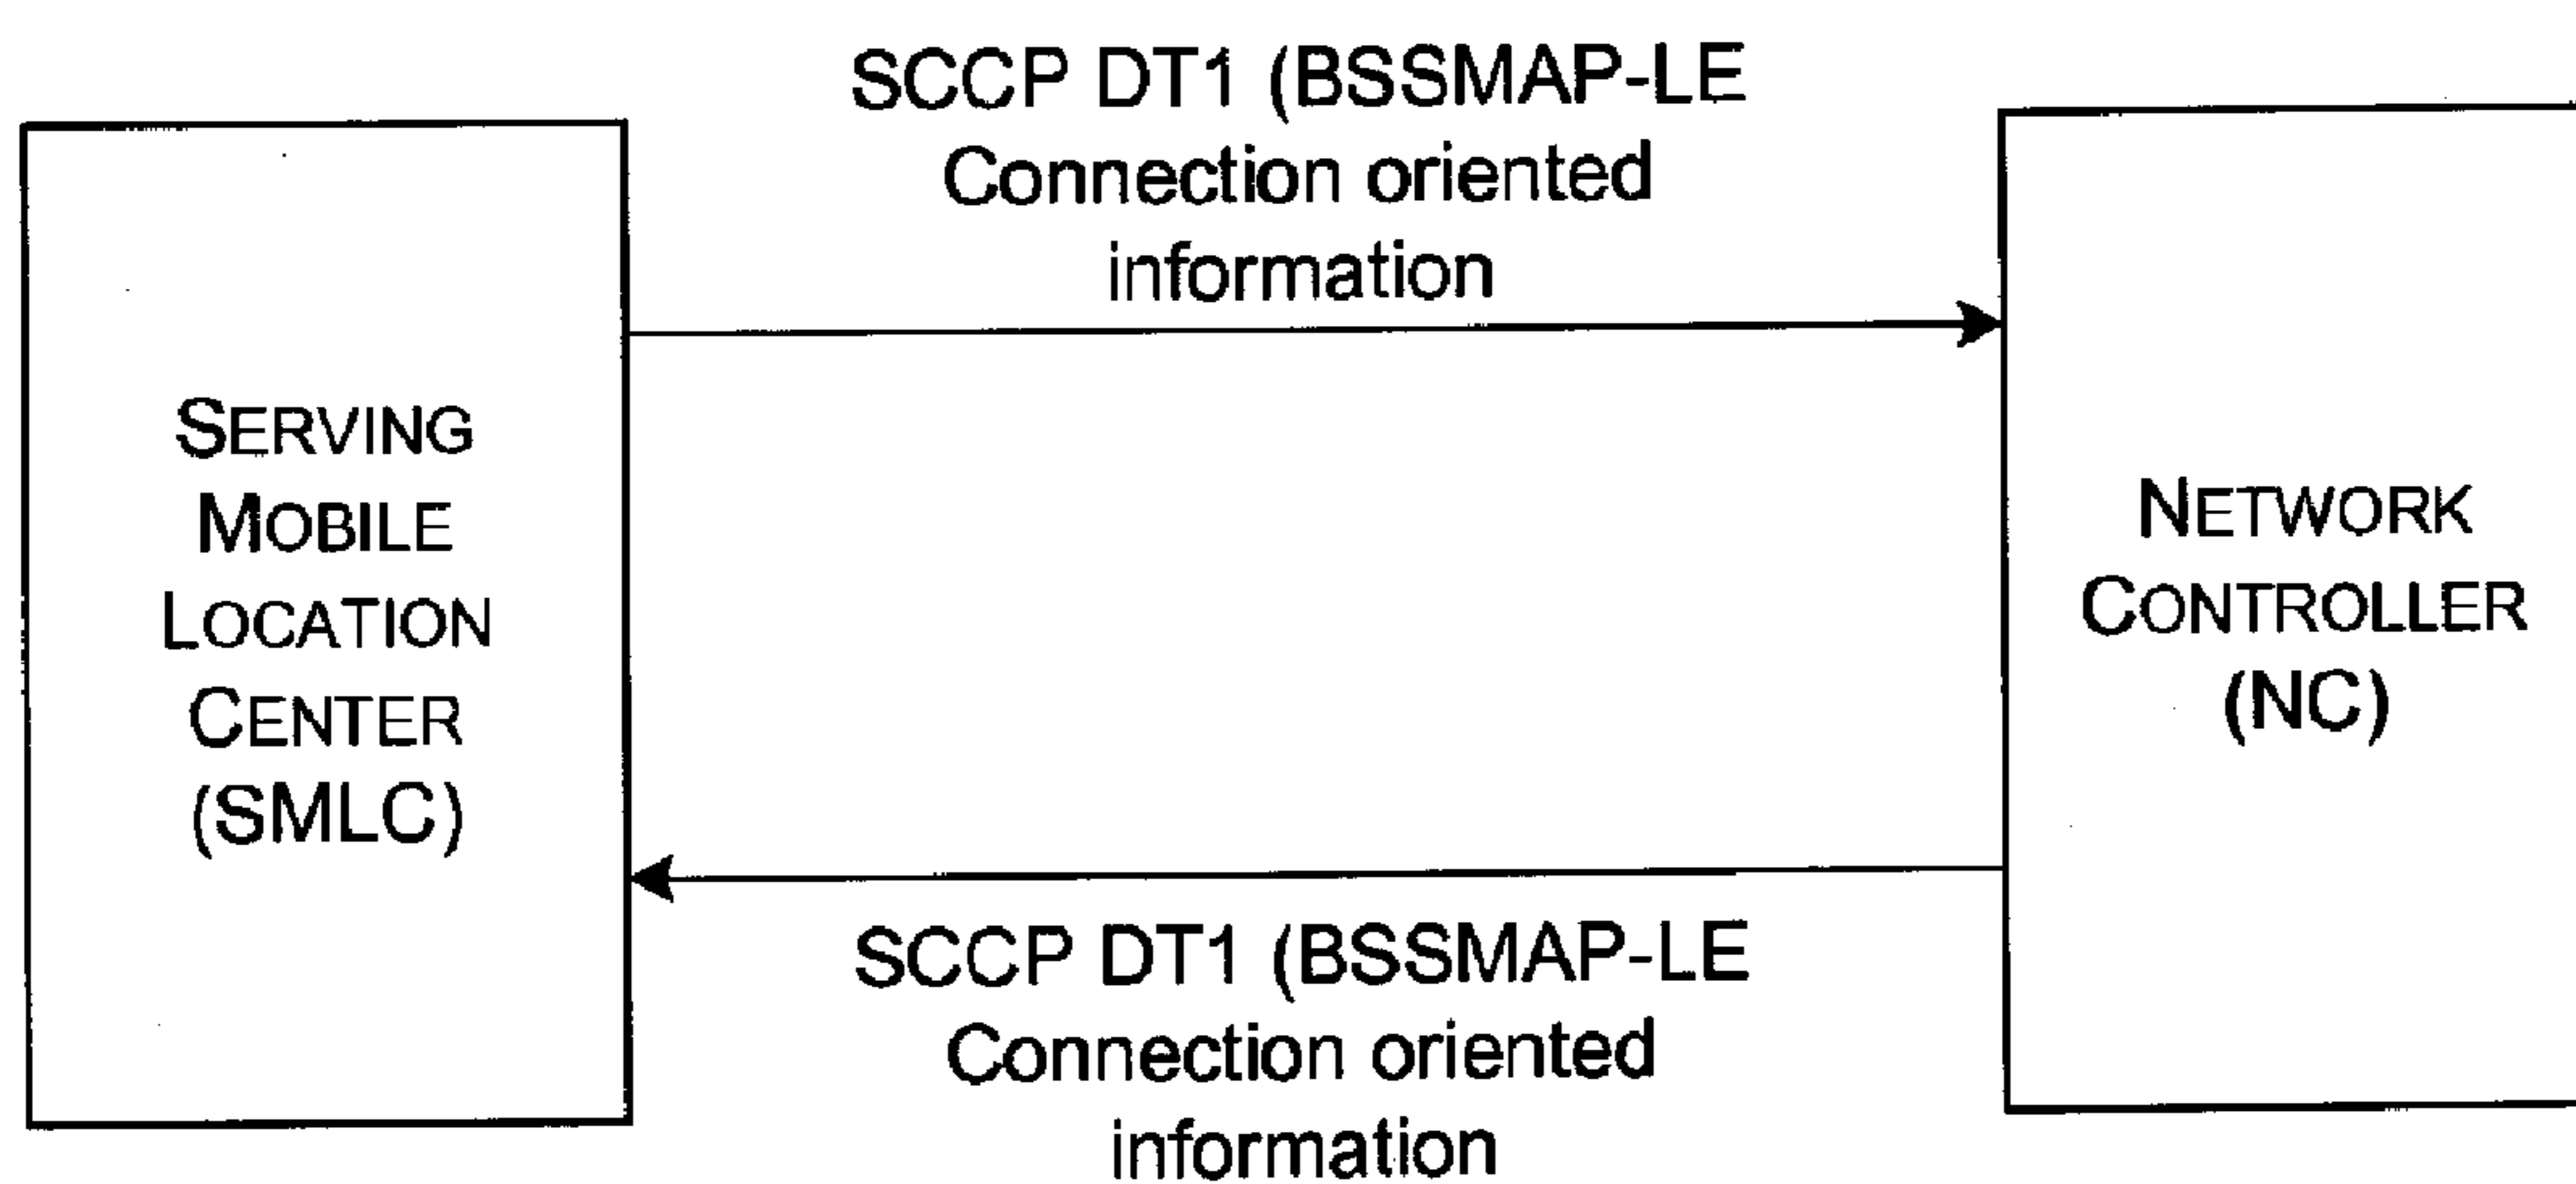 SCCP DT1 (BSSMAP-LE
Connection oriented
information
SERVING
MOBILE
LOCATION
CENTER
(SMLC)
NETWORK
CONTROLLER
(NC)
SCCP DT1 (BSSMAP-LE
Connection oriented
information